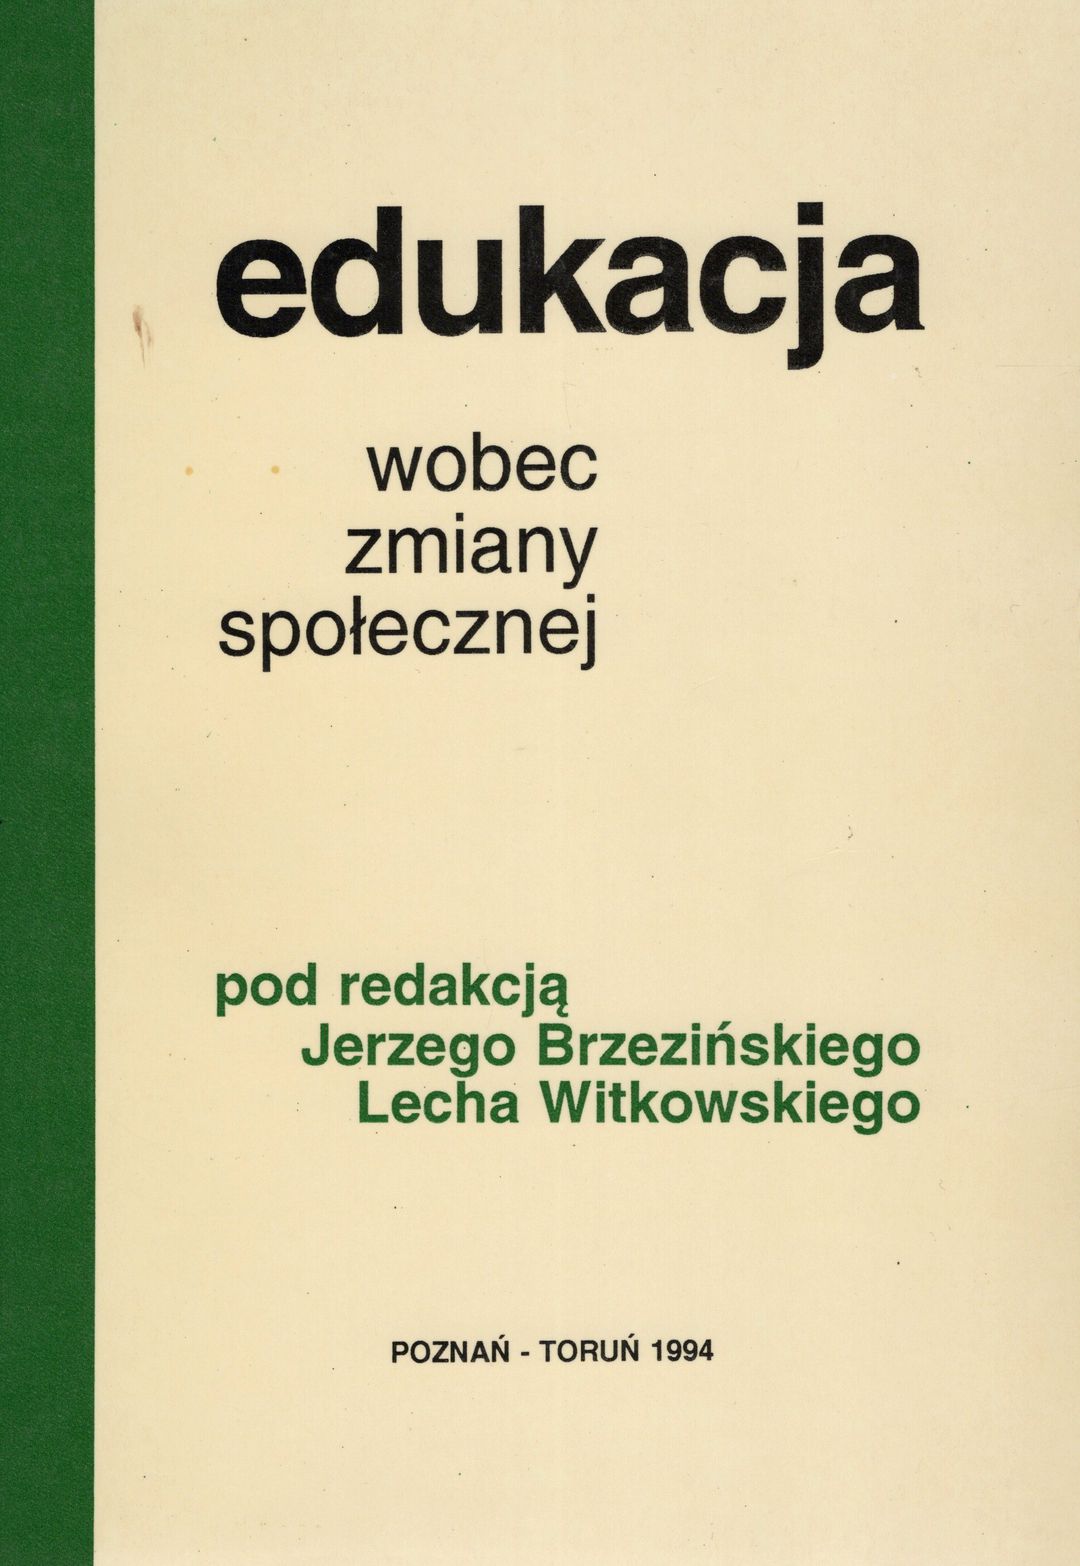 edukacja
wobec
zmiany
społecznej
pod redakcją
Jerzego Brzezińskiego
Lecha Witkowskiego
POZNAŃ - TORUŃ 1994